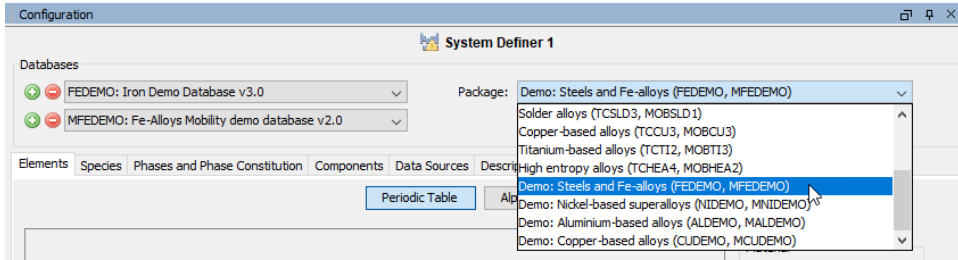 Configuration
System Definer 1
Databases
FEDEMO: Iron Demo Database v3.0
Package: Demo: Steels and Fe-alloys (FEDEMO, MFEDEMO)
MFEDEMO: Fe-Alloys Mobility demo database v2.0
Solder alloys (TCSLD3, MOBSLD1)
Copper-based alloys (TCCU3, MOBCU3)
Titanium-based alloys (TCTI2, MOBTI3)
High entropy alloys (TCHEA4, MOBHEA2)
Demo: Steels and Fe-alloys (FEDEMO, MFEDEMO)
Demo: Nickel-based superalloys (NIDEMO, MNIDEMO)
Demo: Aluminium-based alloys (ALDEMO, MALDEMO)
Demo: Copper-based alloys (CUDEMO, MCUDEMO)
Elements Species Phases and Phase Constitution Components Data Sources Descrip
Periodic Table Alp